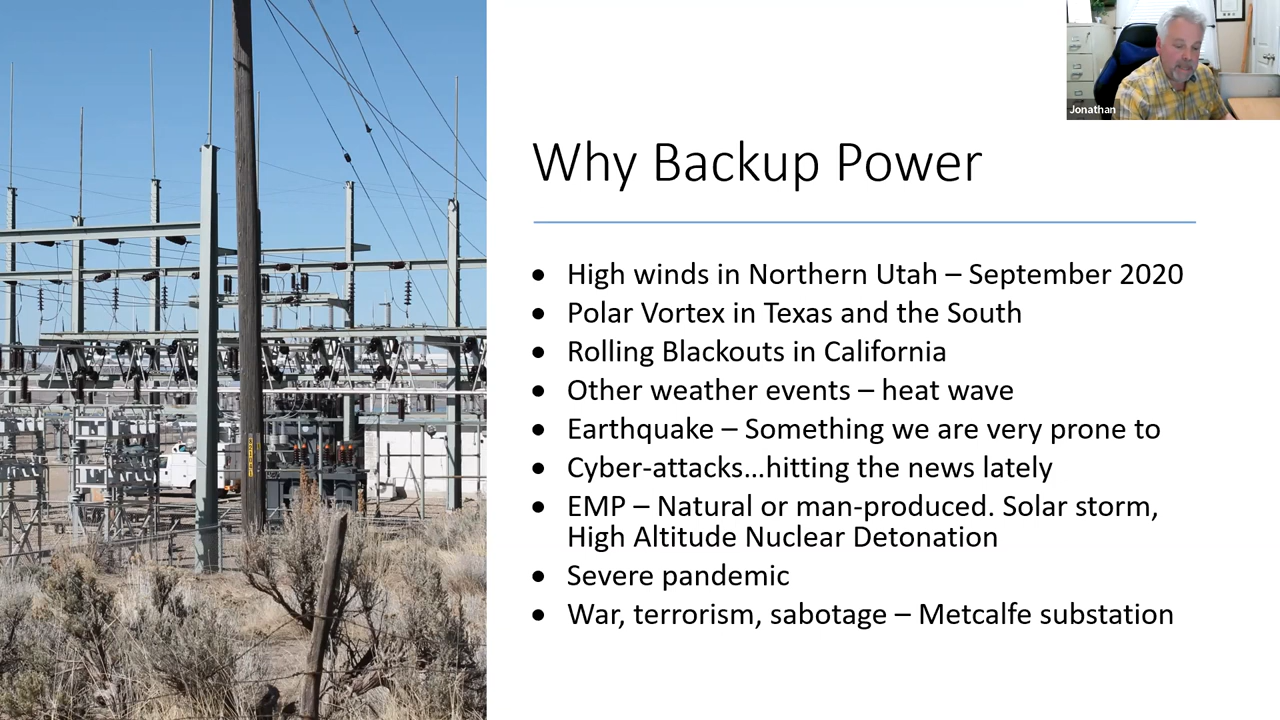 Jonathan
Why Backup Power
• High winds in Northern Utah – September 2020
• Polar Vortex in Texas and the South
• Rolling Blackouts in California
• Other weather events – heat wave
• Earthquake – Something we are very prone to
• Cyber-attacks...hitting the news lately
• EMP – Natural or man-produced. Solar storm,
High Altitude Nuclear Detonation
• Severe pandemic
• War, terrorism, sabotage – Metcalfe substation